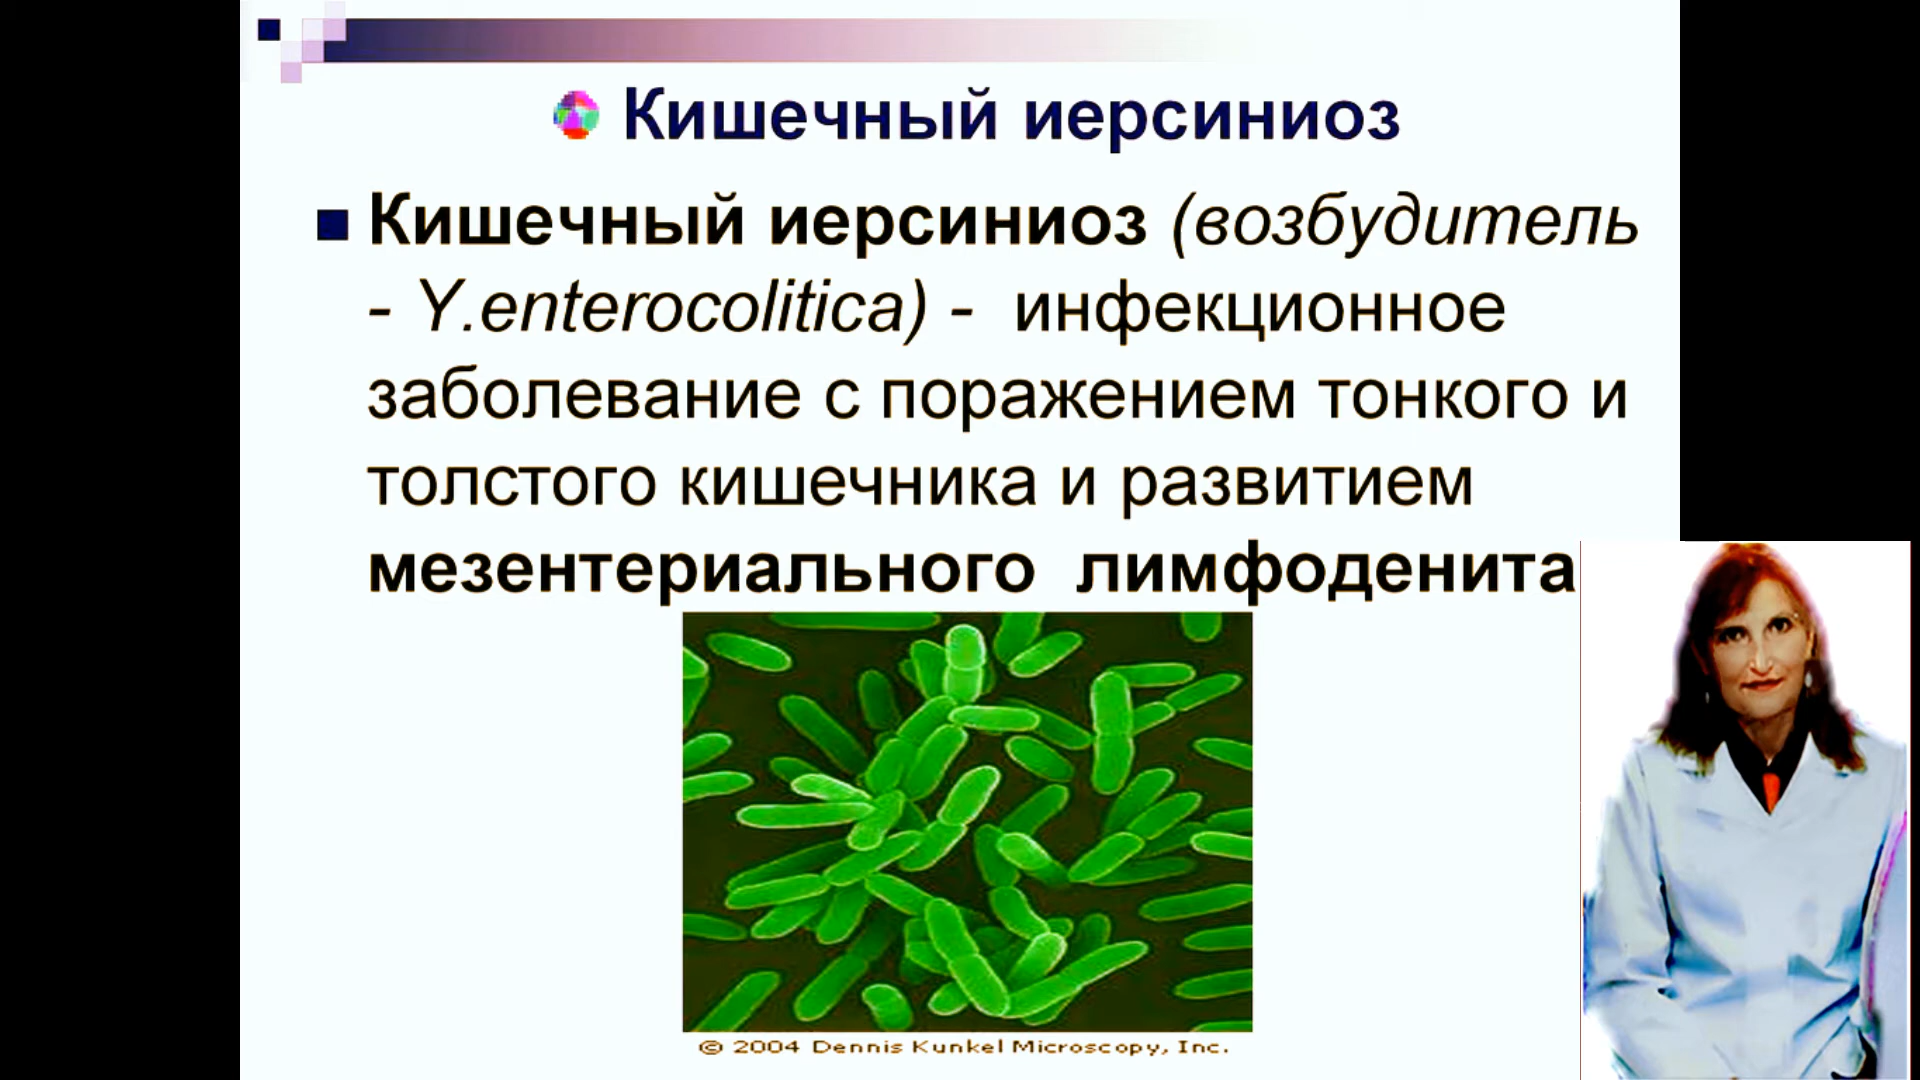 Кишечный иерсиниоз
Кишечный иерсиниоз (возбудитель
- Y.enterocolitica) - инфекционное
заболевание с поражением тонкого и
толстого кишечника и развитием
мезентериального лимфоденита
© 2004 Dennis Kunkel Microscopy, Inc.